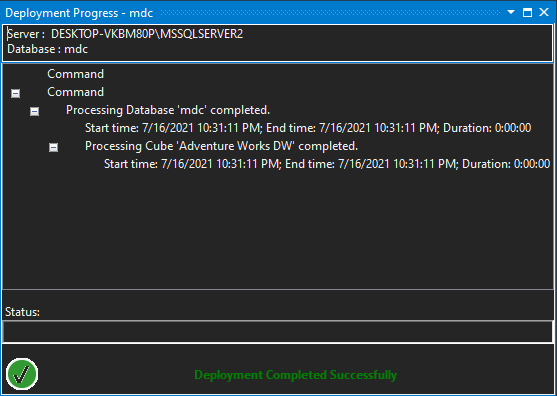 Deployment Progress - mdc
Server : DESKTOP-VKBM80P\MSSQLSERVER2
Database : mdc
Command
Command
Processing Database 'mdc' completed.
Start time: 7/16/2021 10:31:11 PM; End time: 7/16/2021 10:31:11 PM; Duration: 0:00:00
Processing Cube 'Adventure Works DW' completed.
Start time: 7/16/2021 10:31:11 PM; End time: 7/16/2021 10:31:11 PM; Duration: 0:00:00
Status:
Deployment Completed Successfully